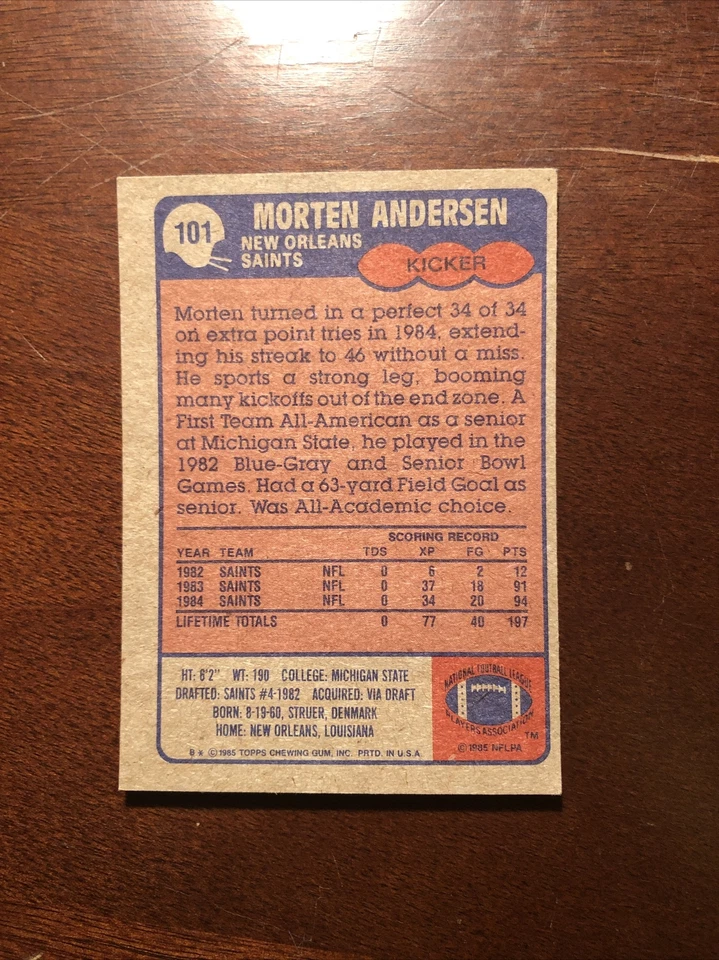 101
MORTEN ANDERSEN
NEW ORLEANS
SAINTS
KICKER
Morten turned in a perfect 34 of 34
on extra point tries in 1984, extend-
ing his streak to 46 without a miss.
He sports a strong leg, booming
many kickoffs out of the end zone. A
First Team All-American as a senior
at Michigan State, he played in the
1982 Blue-Gray and Senior Bowl
Games. Had a 63-yard Field Goal as
senior. Was All-Academic choice.
SCORING RECORD
YEAR TEAM TDS XP FG PTS
1982 SAINTS NFL 0 6 2 12
1983 SAINTS NFL 0 37 18 91
1984 SAINTS NFL 0 34 20 94
LIFETIME TOTALS 0 77 40 197
HT: 6'2" WT: 190 COLLEGE: MICHIGAN STATE
DRAFTED: SAINTS #4-1982 ACQUIRED: VIA DRAFT
BORN: 8-19-60, STRUER, DENMARK
HOME: NEW ORLEANS, LOUISIANA
B * © 1985 TOPPS CHEWING GUM, INC. PRTD. IN U.S.A.
NATIONAL FOOTBALL LEAGUE
PLAYERS ASSOCIATION
TM
© 1985 NFLPA